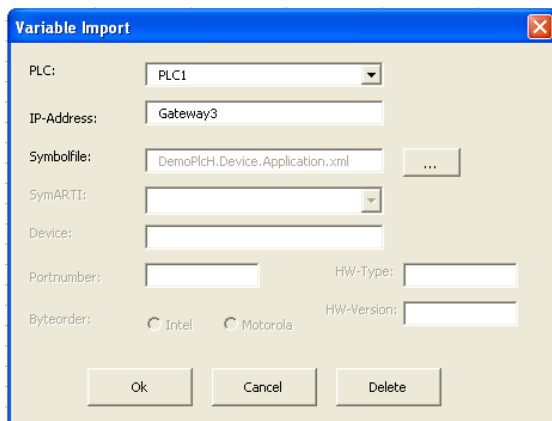 Variable Import
PLC: PLC1
IP-Address: Gateway3
Symbolfile: DemoPlcH.Device.Application.xml ...
SymARTI:
Device:
Portnumber: HW-Type:
Byteorder: Intel Motorola HW-Version:
Ok Cancel Delete